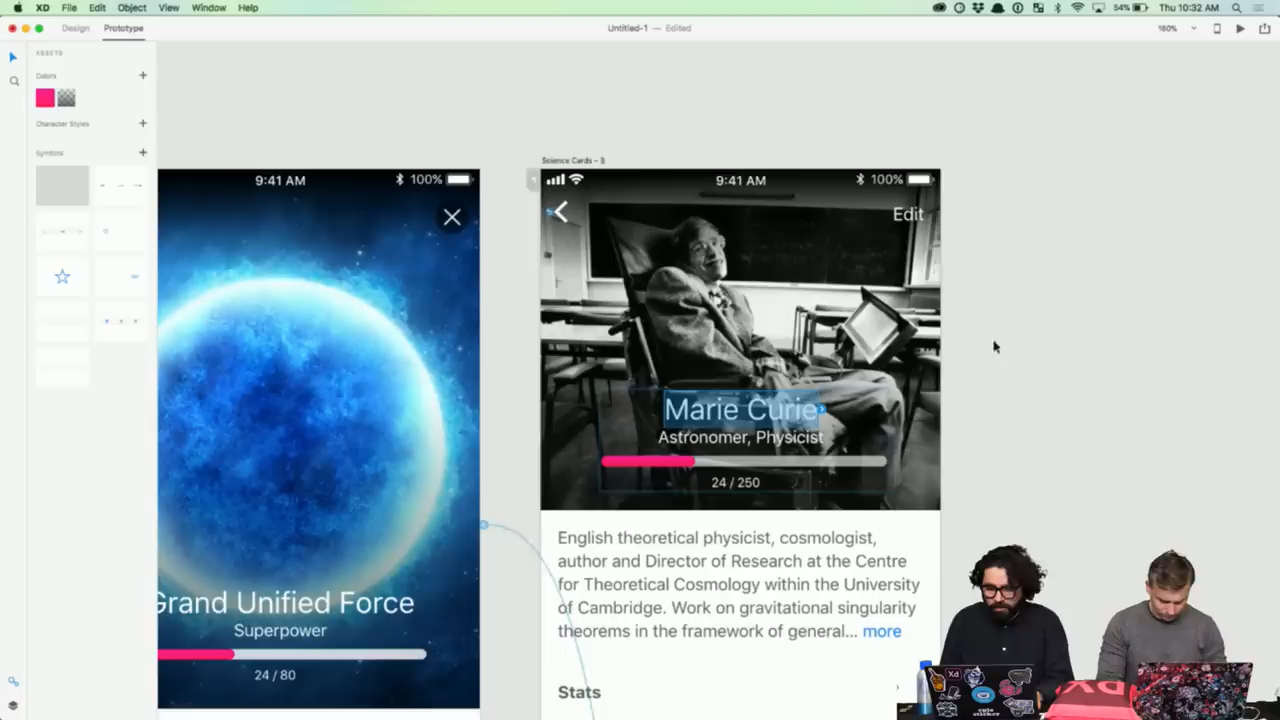 XD File Edit Object View Window Help
54% Thu 10:32 AM
Design Prototype
Untitled-1 — Edited
160%
ASSETS
Colors
Character Styles
Symbols
Science Cards – 3
9:41 AM 100%
Grand Unified Force
Superpower
24 / 80
9:41 AM 100%
Edit
Marie Curie
Astronomer, Physicist
24 / 250
English theoretical physicist, cosmologist,
author and Director of Research at the Centre
for Theoretical Cosmology within the University
of Cambridge. Work on gravitational singularity
theorems in the framework of general... more
Stats
Xd